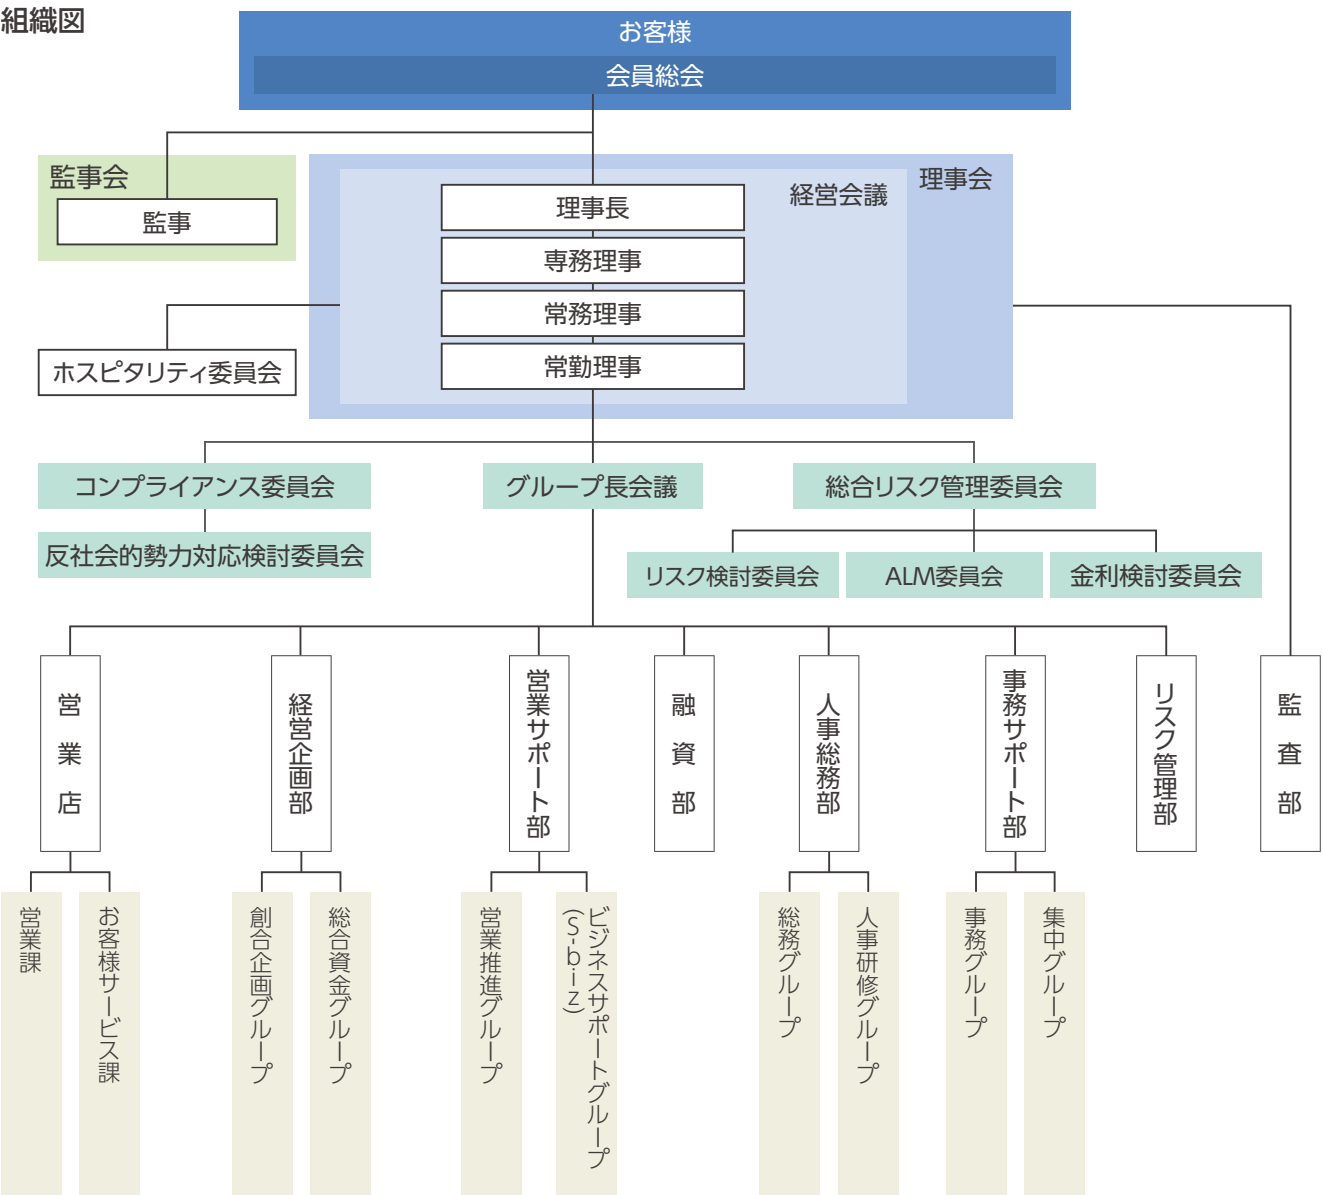 組織図
お客様
会員総会
監事会
監事
理事会
経営会議
理事長
専務理事
常務理事
常勤理事
ホスピタリティ委員会
コンプライアンス委員会
グループ長会議
総合リスク管理委員会
反社会的勢力対応検討委員会
リスク検討委員会
ALM委員会
金利検討委員会
営業店
経営企画部
営業サポート部
融資部
人事総務部
事務サポート部
リスク管理部
監査部
営業課
お客様サービス課
創合企画グループ
総合資金グループ
営業推進グループ
ビジネスサポートグループ
(S-biz)
総務グループ
人事研修グループ
事務グループ
集中グループ